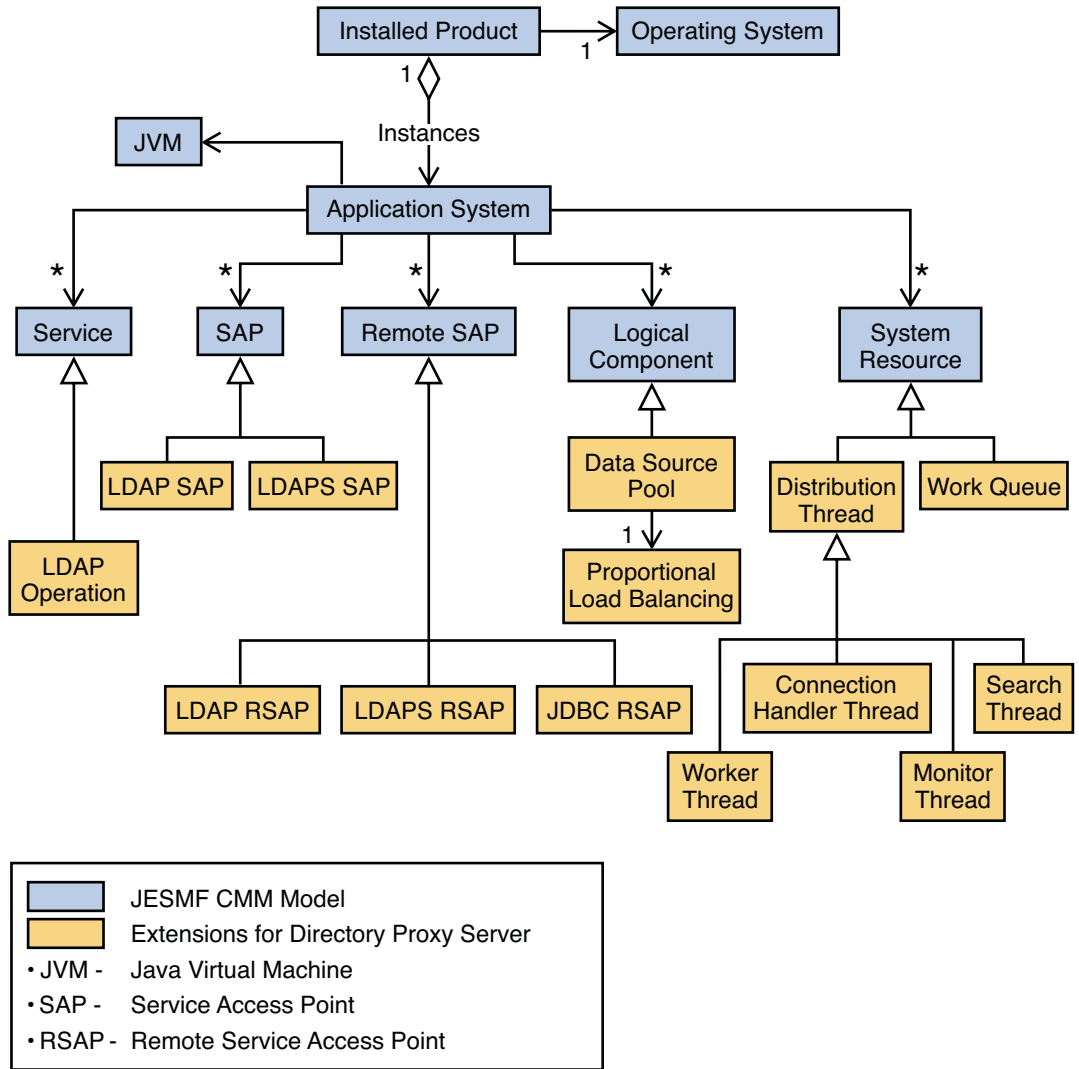 Installed Product
Operating System
1
1
Instances
JVM
Application System
*
*
*
*
*
Service
SAP
Remote SAP
Logical
Component
System
Resource
LDAP SAP
LDAPS SAP
Data Source
Pool
Distribution
Thread
Work Queue
LDAP
Operation
1
Proportional
Load Balancing
LDAP RSAP
LDAPS RSAP
JDBC RSAP
Connection
Handler Thread
Search
Thread
Worker
Thread
Monitor
Thread
JESMF CMM Model
Extensions for Directory Proxy Server
• JVM - Java Virtual Machine
• SAP - Service Access Point
• RSAP - Remote Service Access Point